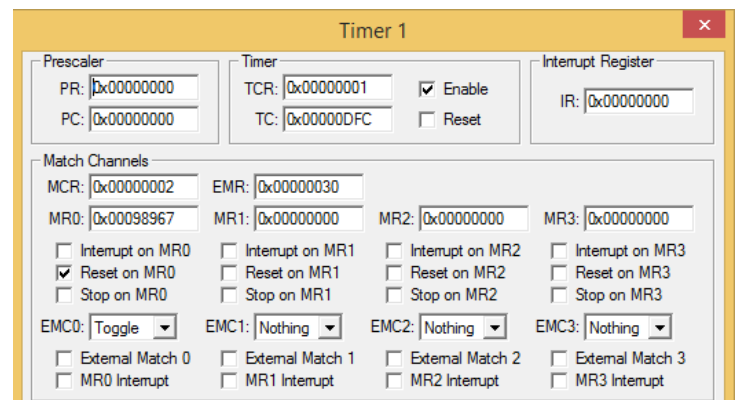 Timer 1
Prescaler Timer Interrupt Register
PR: 0x00000000 TCR: 0x00000001 Enable
IR: 0x00000000
PC: 0x00000000 TC: 0x00000DFC Reset
Match Channels
MCR: 0x00000002 EMR: 0x00000030
MR0: 0x00098967 MR1: 0x00000000 MR2: 0x00000000 MR3: 0x00000000
Interrupt on MR0 Interrupt on MR1 Interrupt on MR2 Interrupt on MR3
Reset on MR0 Reset on MR1 Reset on MR2 Reset on MR3
Stop on MR0 Stop on MR1 Stop on MR2 Stop on MR3
EMC0: Toggle EMC1: Nothing EMC2: Nothing EMC3: Nothing
External Match 0 External Match 1 External Match 2 External Match 3
MR0 Interrupt MR1 Interrupt MR2 Interrupt MR3 Interrupt